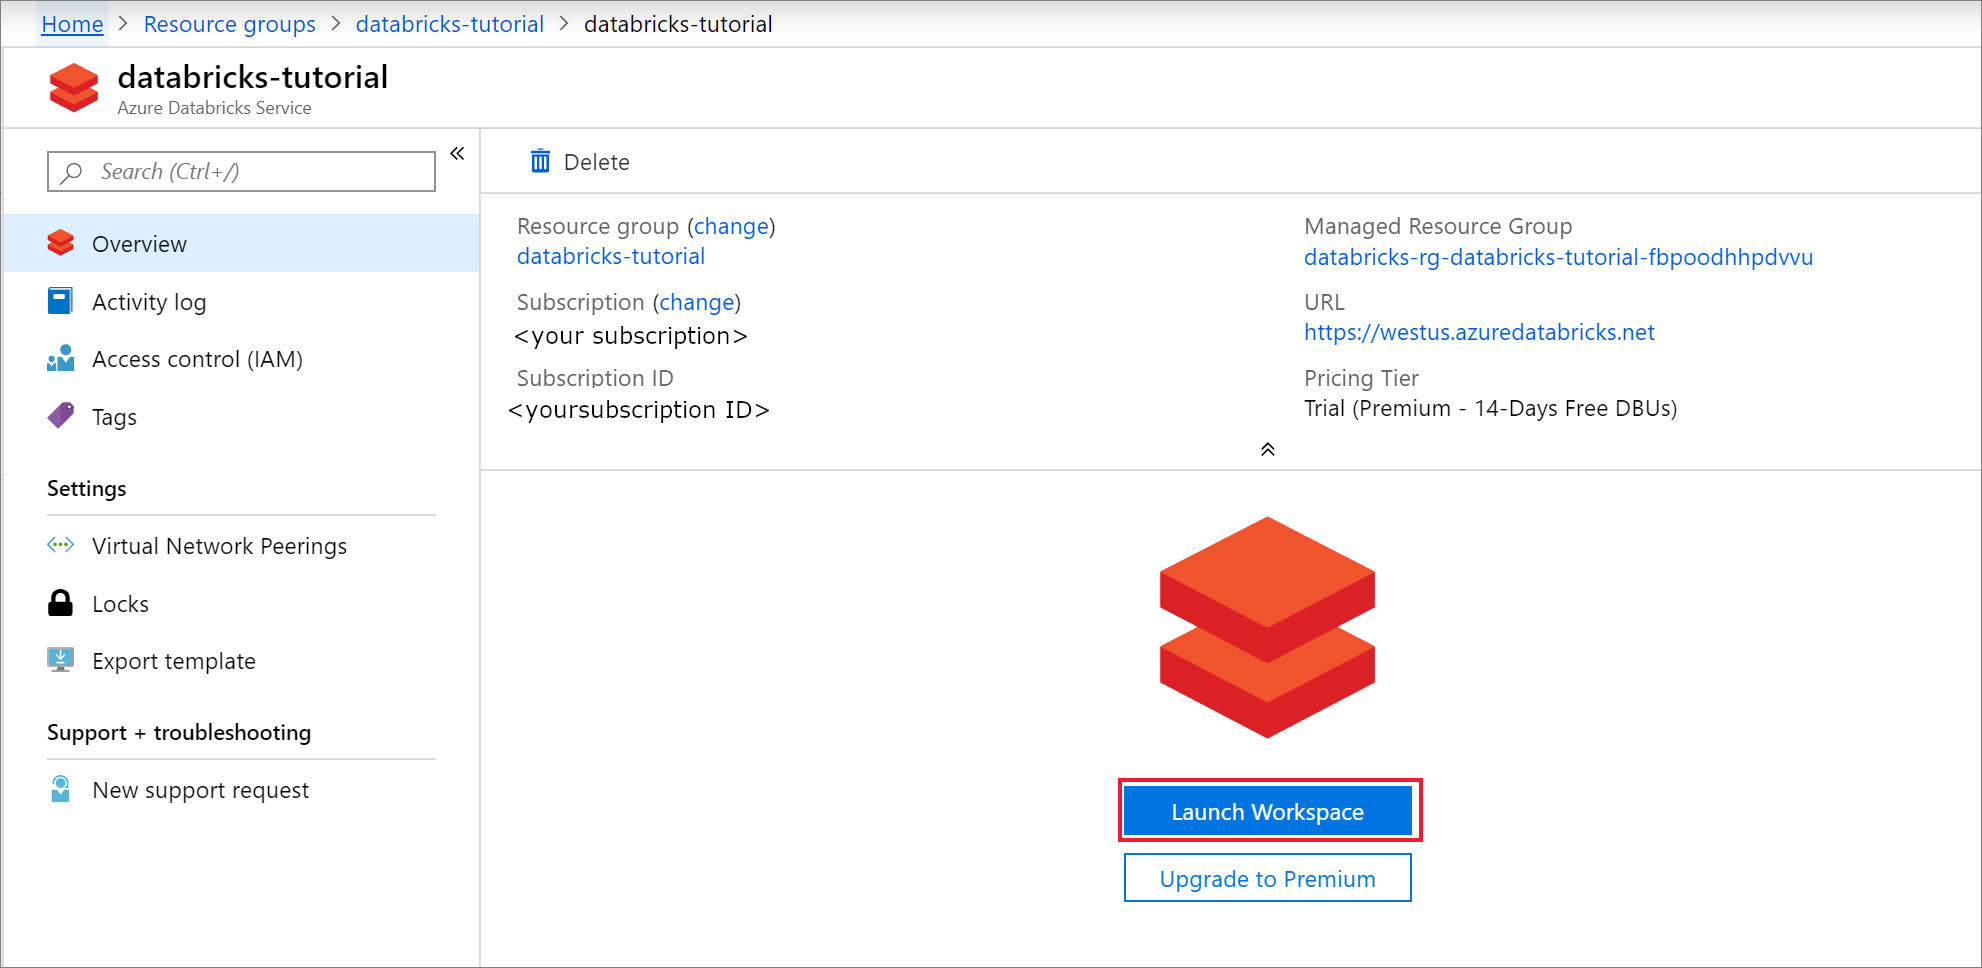 Home > Resource groups > databricks-tutorial > databricks-tutorial
databricks-tutorial
Azure Databricks Service
Search (Ctrl+/)
Overview
Activity log
Access control (IAM)
Tags
Settings
Virtual Network Peerings
Locks
Export template
Support + troubleshooting
New support request
Delete
Resource group (change)
databricks-tutorial
Subscription (change)
<your subscription>
Subscription ID
<yoursubscription ID>
Managed Resource Group
databricks-rg-databricks-tutorial-fbpoodhhpdvvu
URL
https://westus.azuredatabricks.net
Pricing Tier
Trial (Premium - 14-Days Free DBUs)
Launch Workspace
Upgrade to Premium